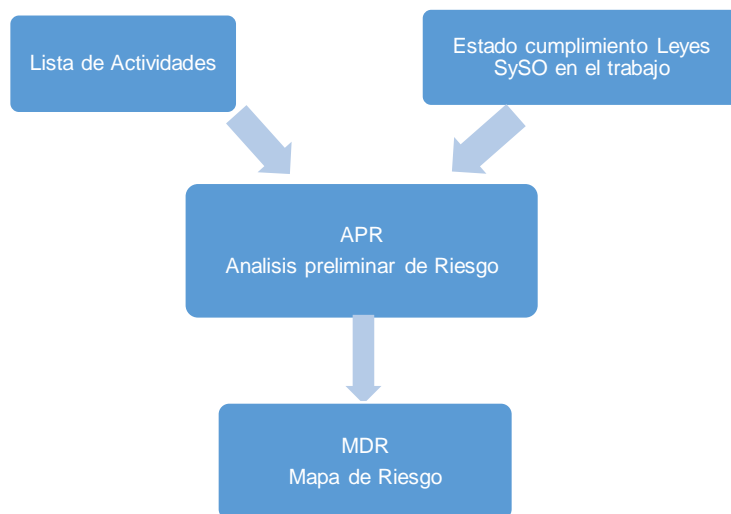 Lista de Actividades
Estado cumplimiento Leyes
SySO en el trabajo
APR
Analisis preliminar de Riesgo
MDR
Mapa de Riesgo